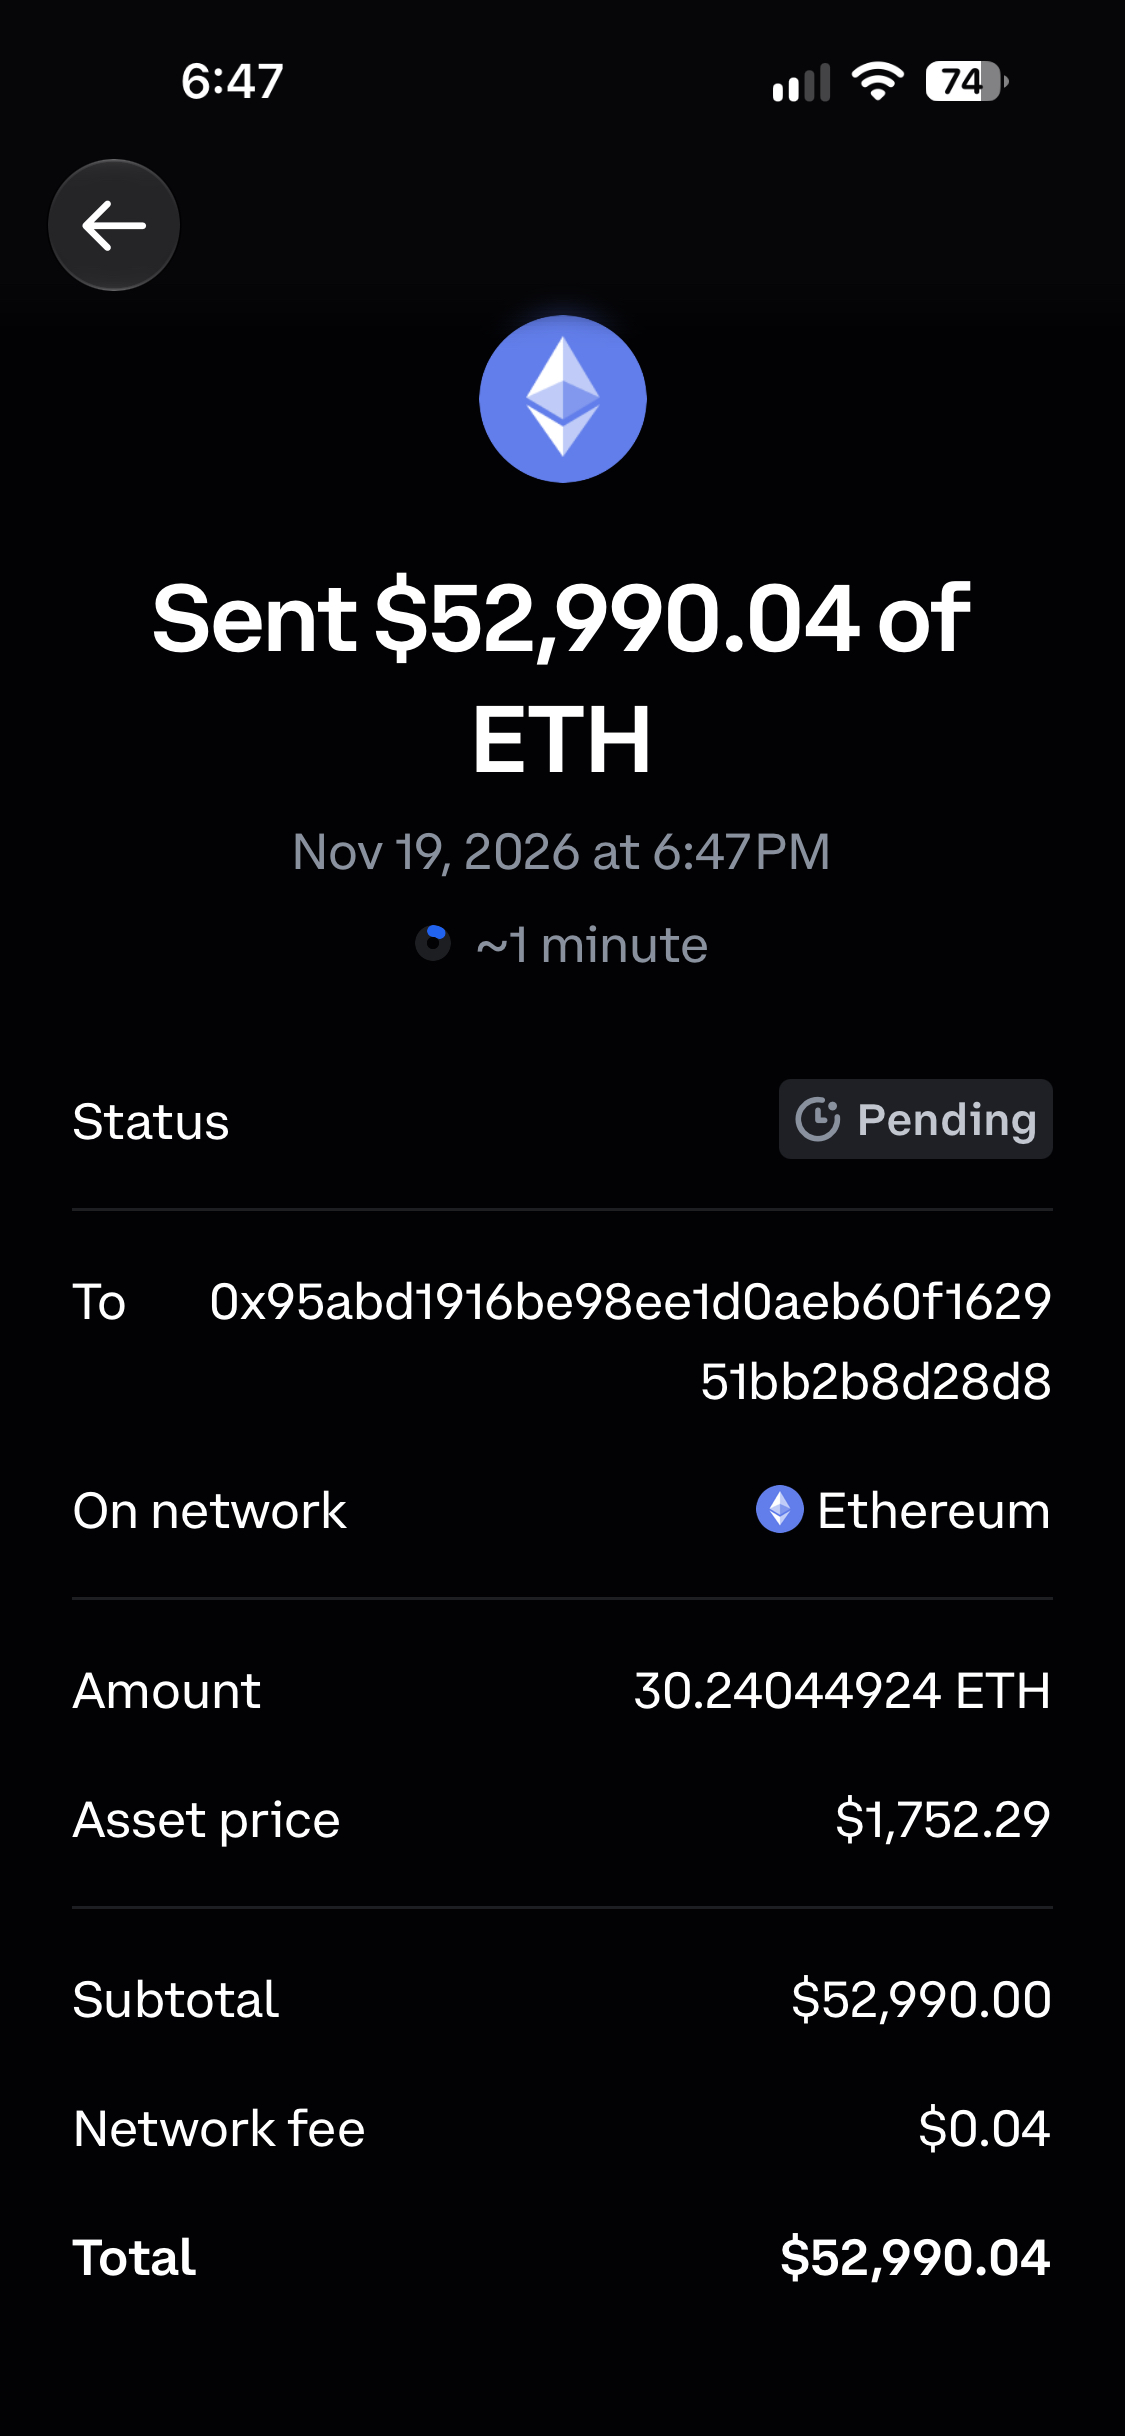 6:47
74
Sent $52,990.04 of
ETH
Nov 19, 2026 at 6:47 PM
~1 minute
Status Pending
To 0x95abd1916be98ee1d0aeb60f1629
51bb2b8d28d8
On network Ethereum
Amount 30.24044924 ETH
Asset price $1,752.29
Subtotal $52,990.00
Network fee $0.04
Total $52,990.04